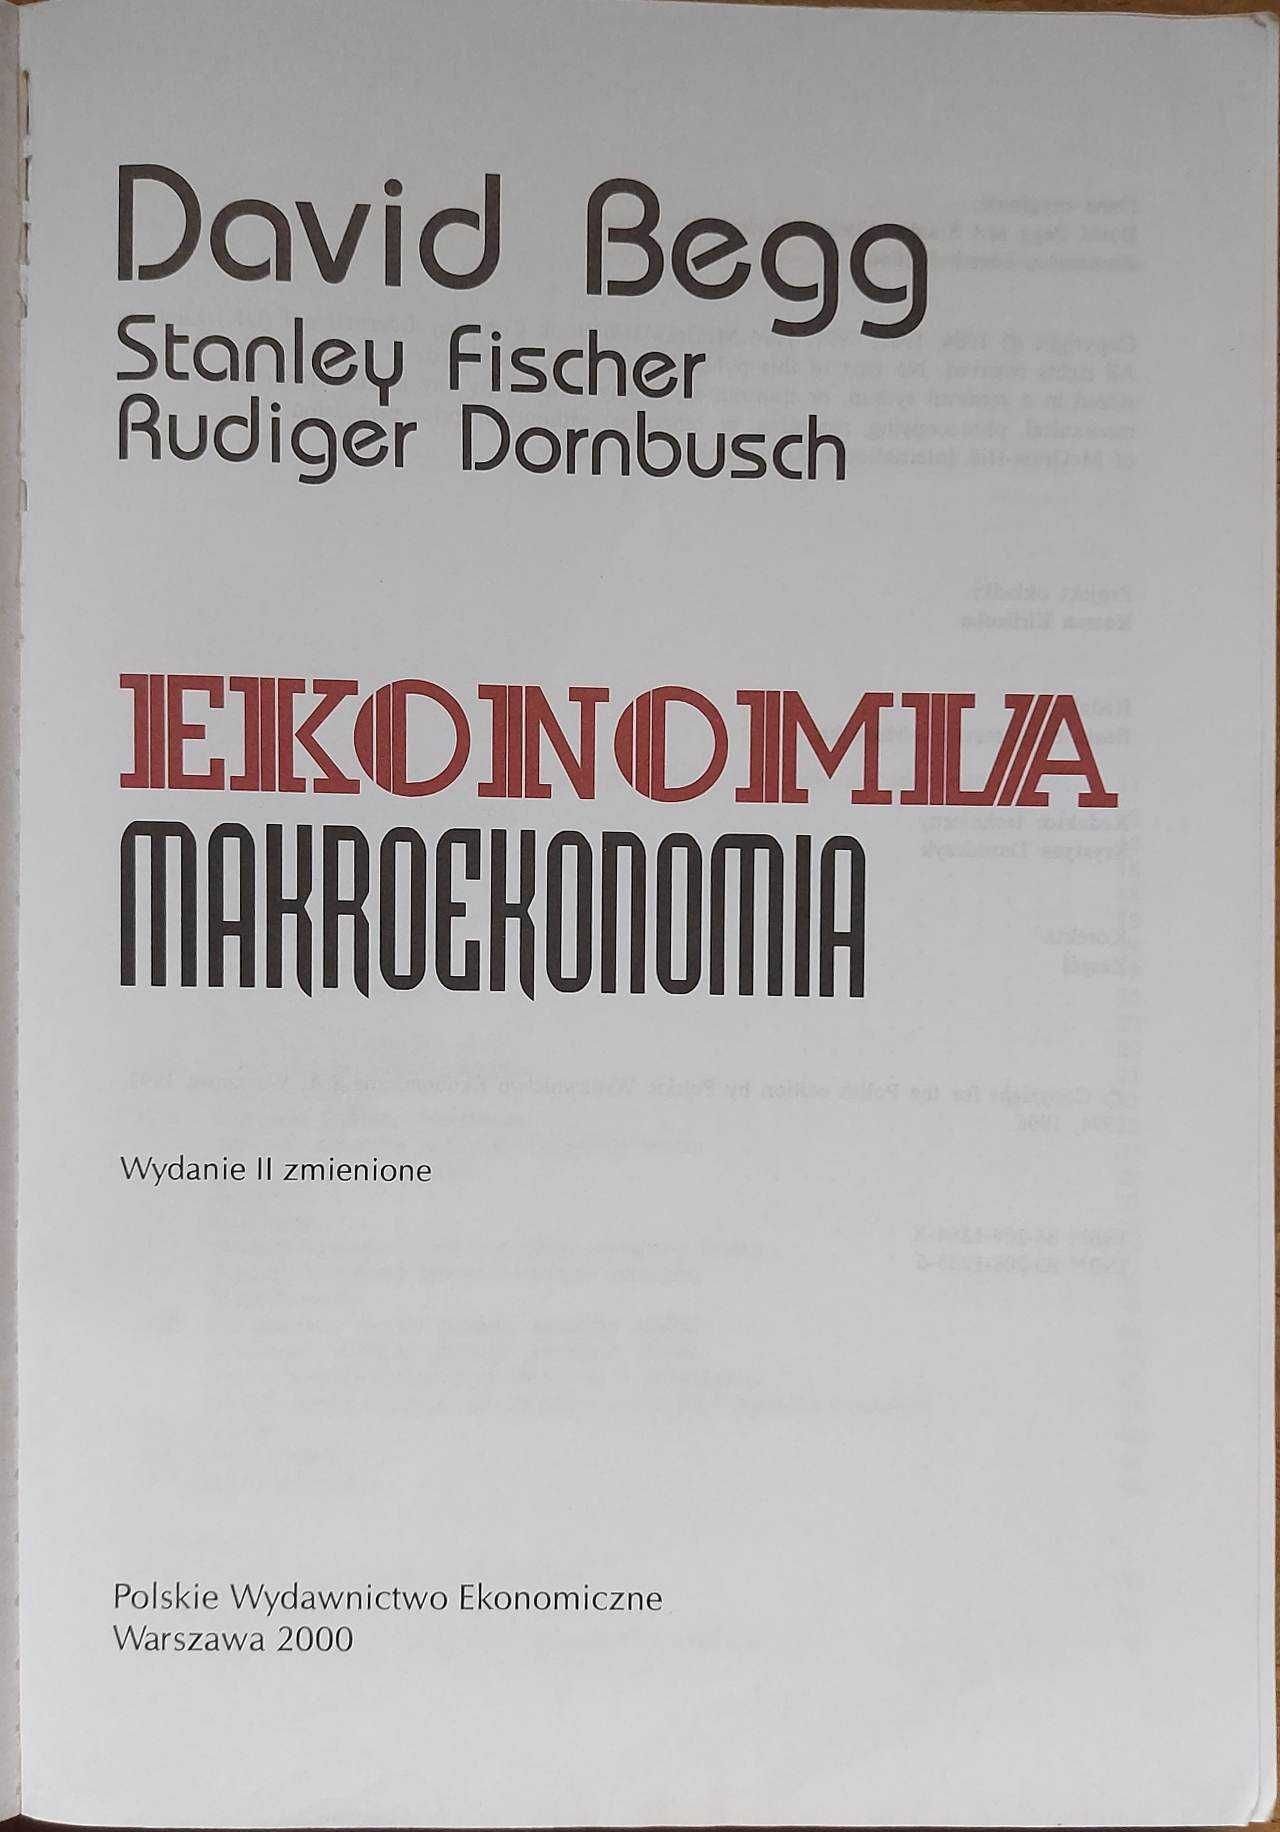 David Begg
Stanley Fischer
Rudiger Dornbusch
EKONOMIA
MAKROEKONOMIA
Wydanie II zmienione
Polskie Wydawnictwo Ekonomiczne
Warszawa 2000